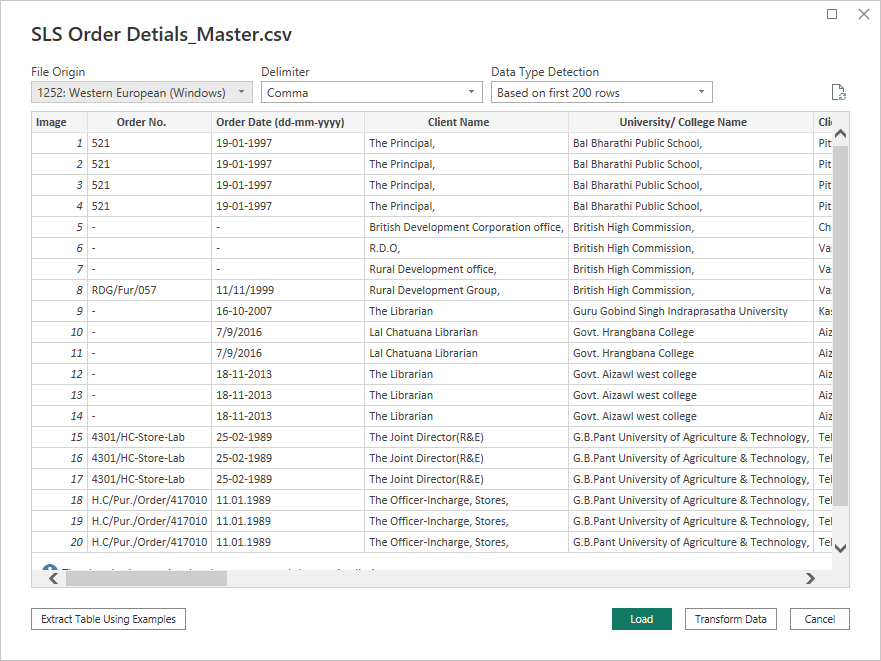 SLS Order Detials_Master.csv
File Origin Delimiter Data Type Detection
1252: Western European (Windows) Comma Based on first 200 rows
Image Order No. Order Date (dd-mm-yyyy) Client Name University/ College Name Cli
1 521 19-01-1997 The Principal, Bal Bharathi Public School, Pit
2 521 19-01-1997 The Principal, Bal Bharathi Public School, Pit
3 521 19-01-1997 The Principal, Bal Bharathi Public School, Pit
4 521 19-01-1997 The Principal, Bal Bharathi Public School, Pit
5 - - British Development Corporation office, British High Commission, Ch
6 - - R.D.O, British High Commission, Va
7 - - Rural Development office, British High Commission, Va
8 RDG/Fur/057 11/11/1999 Rural Development Group, British High Commission, Va
9 - 16-10-2007 The Librarian Guru Gobind Singh Indraprasatha University Ka
10 - 7/9/2016 Lal Chatuana Librarian Govt. Hrangbana College Aiz
11 - 7/9/2016 Lal Chatuana Librarian Govt. Hrangbana College Aiz
12 - 18-11-2013 The Librarian Govt. Aizawl west college Aiz
13 - 18-11-2013 The Librarian Govt. Aizawl west college Aiz
14 - 18-11-2013 The Librarian Govt. Aizawl west college Aiz
15 4301/HC-Store-Lab 25-02-1989 The Joint Director(R&E) G.B.Pant University of Agriculture & Technology, Tel
16 4301/HC-Store-Lab 25-02-1989 The Joint Director(R&E) G.B.Pant University of Agriculture & Technology, Tel
17 4301/HC-Store-Lab 25-02-1989 The Joint Director(R&E) G.B.Pant University of Agriculture & Technology, Tel
18 H.C/Pur./Order/417010 11.01.1989 The Officer-Incharge, Stores, G.B.Pant University of Agriculture & Technology, Tel
19 H.C/Pur./Order/417010 11.01.1989 The Officer-Incharge, Stores, G.B.Pant University of Agriculture & Technology, Tel
20 H.C/Pur./Order/417010 11.01.1989 The Officer-Incharge, Stores, G.B.Pant University of Agriculture & Technology, Tel
Extract Table Using Examples Load Transform Data Cancel